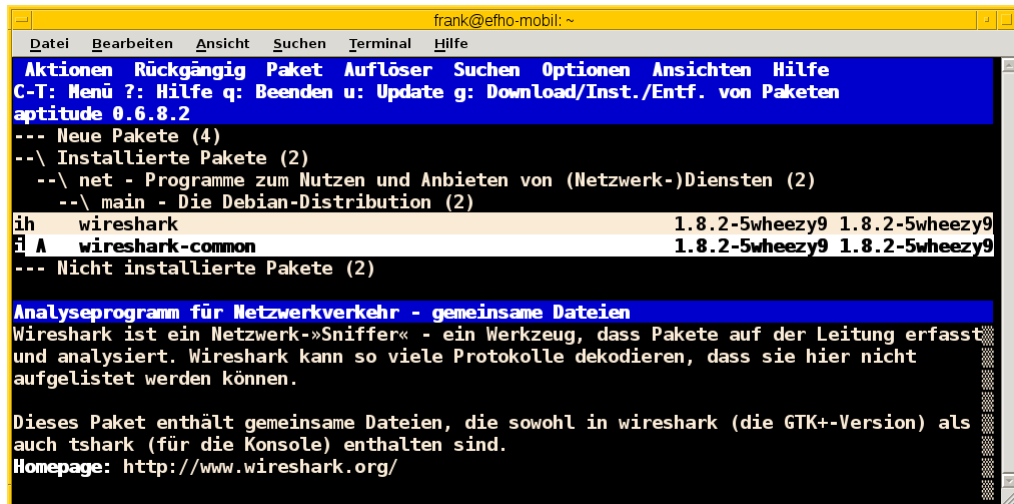 frank@efho-mobil: ~
Datei Bearbeiten Ansicht Suchen Terminal Hilfe
Aktionen Rückgängig Paket Auflöser Suchen Optionen Ansichten Hilfe
C-T: Menü ?: Hilfe q: Beenden u: Update g: Download/Inst./Entf. von Paketen
aptitude 0.6.8.2
--- Neue Pakete (4)
--\ Installierte Pakete (2)
--\ net - Programme zum Nutzen und Anbieten von (Netzwerk-)Diensten (2)
--\ main - Die Debian-Distribution (2)
ih wireshark 1.8.2-5wheezy9 1.8.2-5wheezy9
i A wireshark-common 1.8.2-5wheezy9 1.8.2-5wheezy9
--- Nicht installierte Pakete (2)
Analyseprogramm für Netzwerkverkehr - gemeinsame Dateien
Wireshark ist ein Netzwerk-»Sniffer« - ein Werkzeug, dass Pakete auf der Leitung erfasst
und analysiert. Wireshark kann so viele Protokolle dekodieren, dass sie hier nicht
aufgelistet werden können.
Dieses Paket enthält gemeinsame Dateien, die sowohl in wireshark (die GTK+-Version) als
auch tshark (für die Konsole) enthalten sind.
Homepage: http://www.wireshark.org/